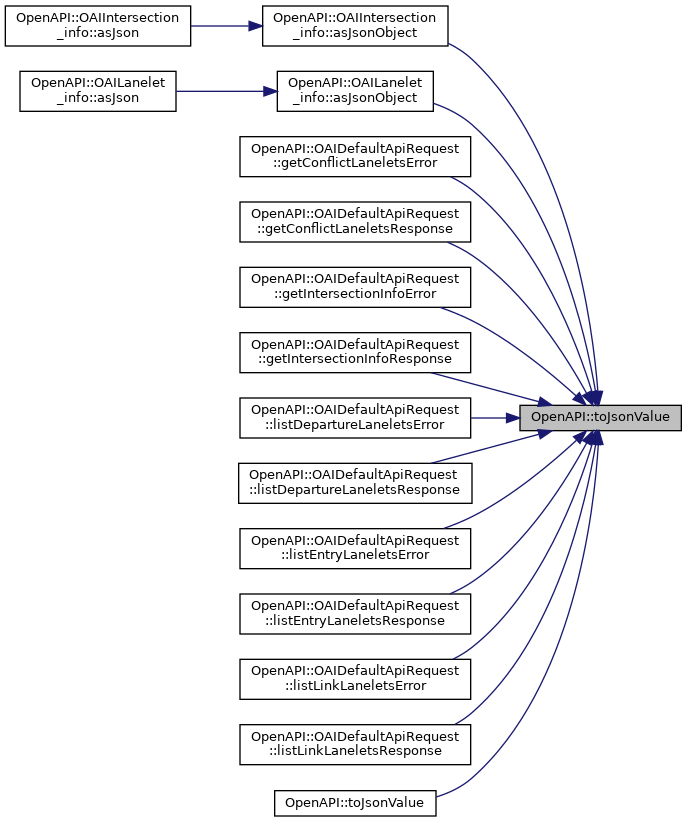 OpenAPI::OAIIntersection
_info::asJson
OpenAPI::OAIIntersection
_info::asJsonObject
OpenAPI::OAILanelet
_info::asJson
OpenAPI::OAILanelet
_info::asJsonObject
OpenAPI::OAIDefaultApiRequest
::getConflictLaneletsError
OpenAPI::OAIDefaultApiRequest
::getConflictLaneletsResponse
OpenAPI::OAIDefaultApiRequest
::getIntersectionInfoError
OpenAPI::OAIDefaultApiRequest
::getIntersectionInfoResponse
OpenAPI::OAIDefaultApiRequest
::listDepartureLaneletsError
OpenAPI::toJsonValue
OpenAPI::OAIDefaultApiRequest
::listDepartureLaneletsResponse
OpenAPI::OAIDefaultApiRequest
::listEntryLaneletsError
OpenAPI::OAIDefaultApiRequest
::listEntryLaneletsResponse
OpenAPI::OAIDefaultApiRequest
::listLinkLaneletsError
OpenAPI::OAIDefaultApiRequest
::listLinkLaneletsResponse
OpenAPI::toJsonValue